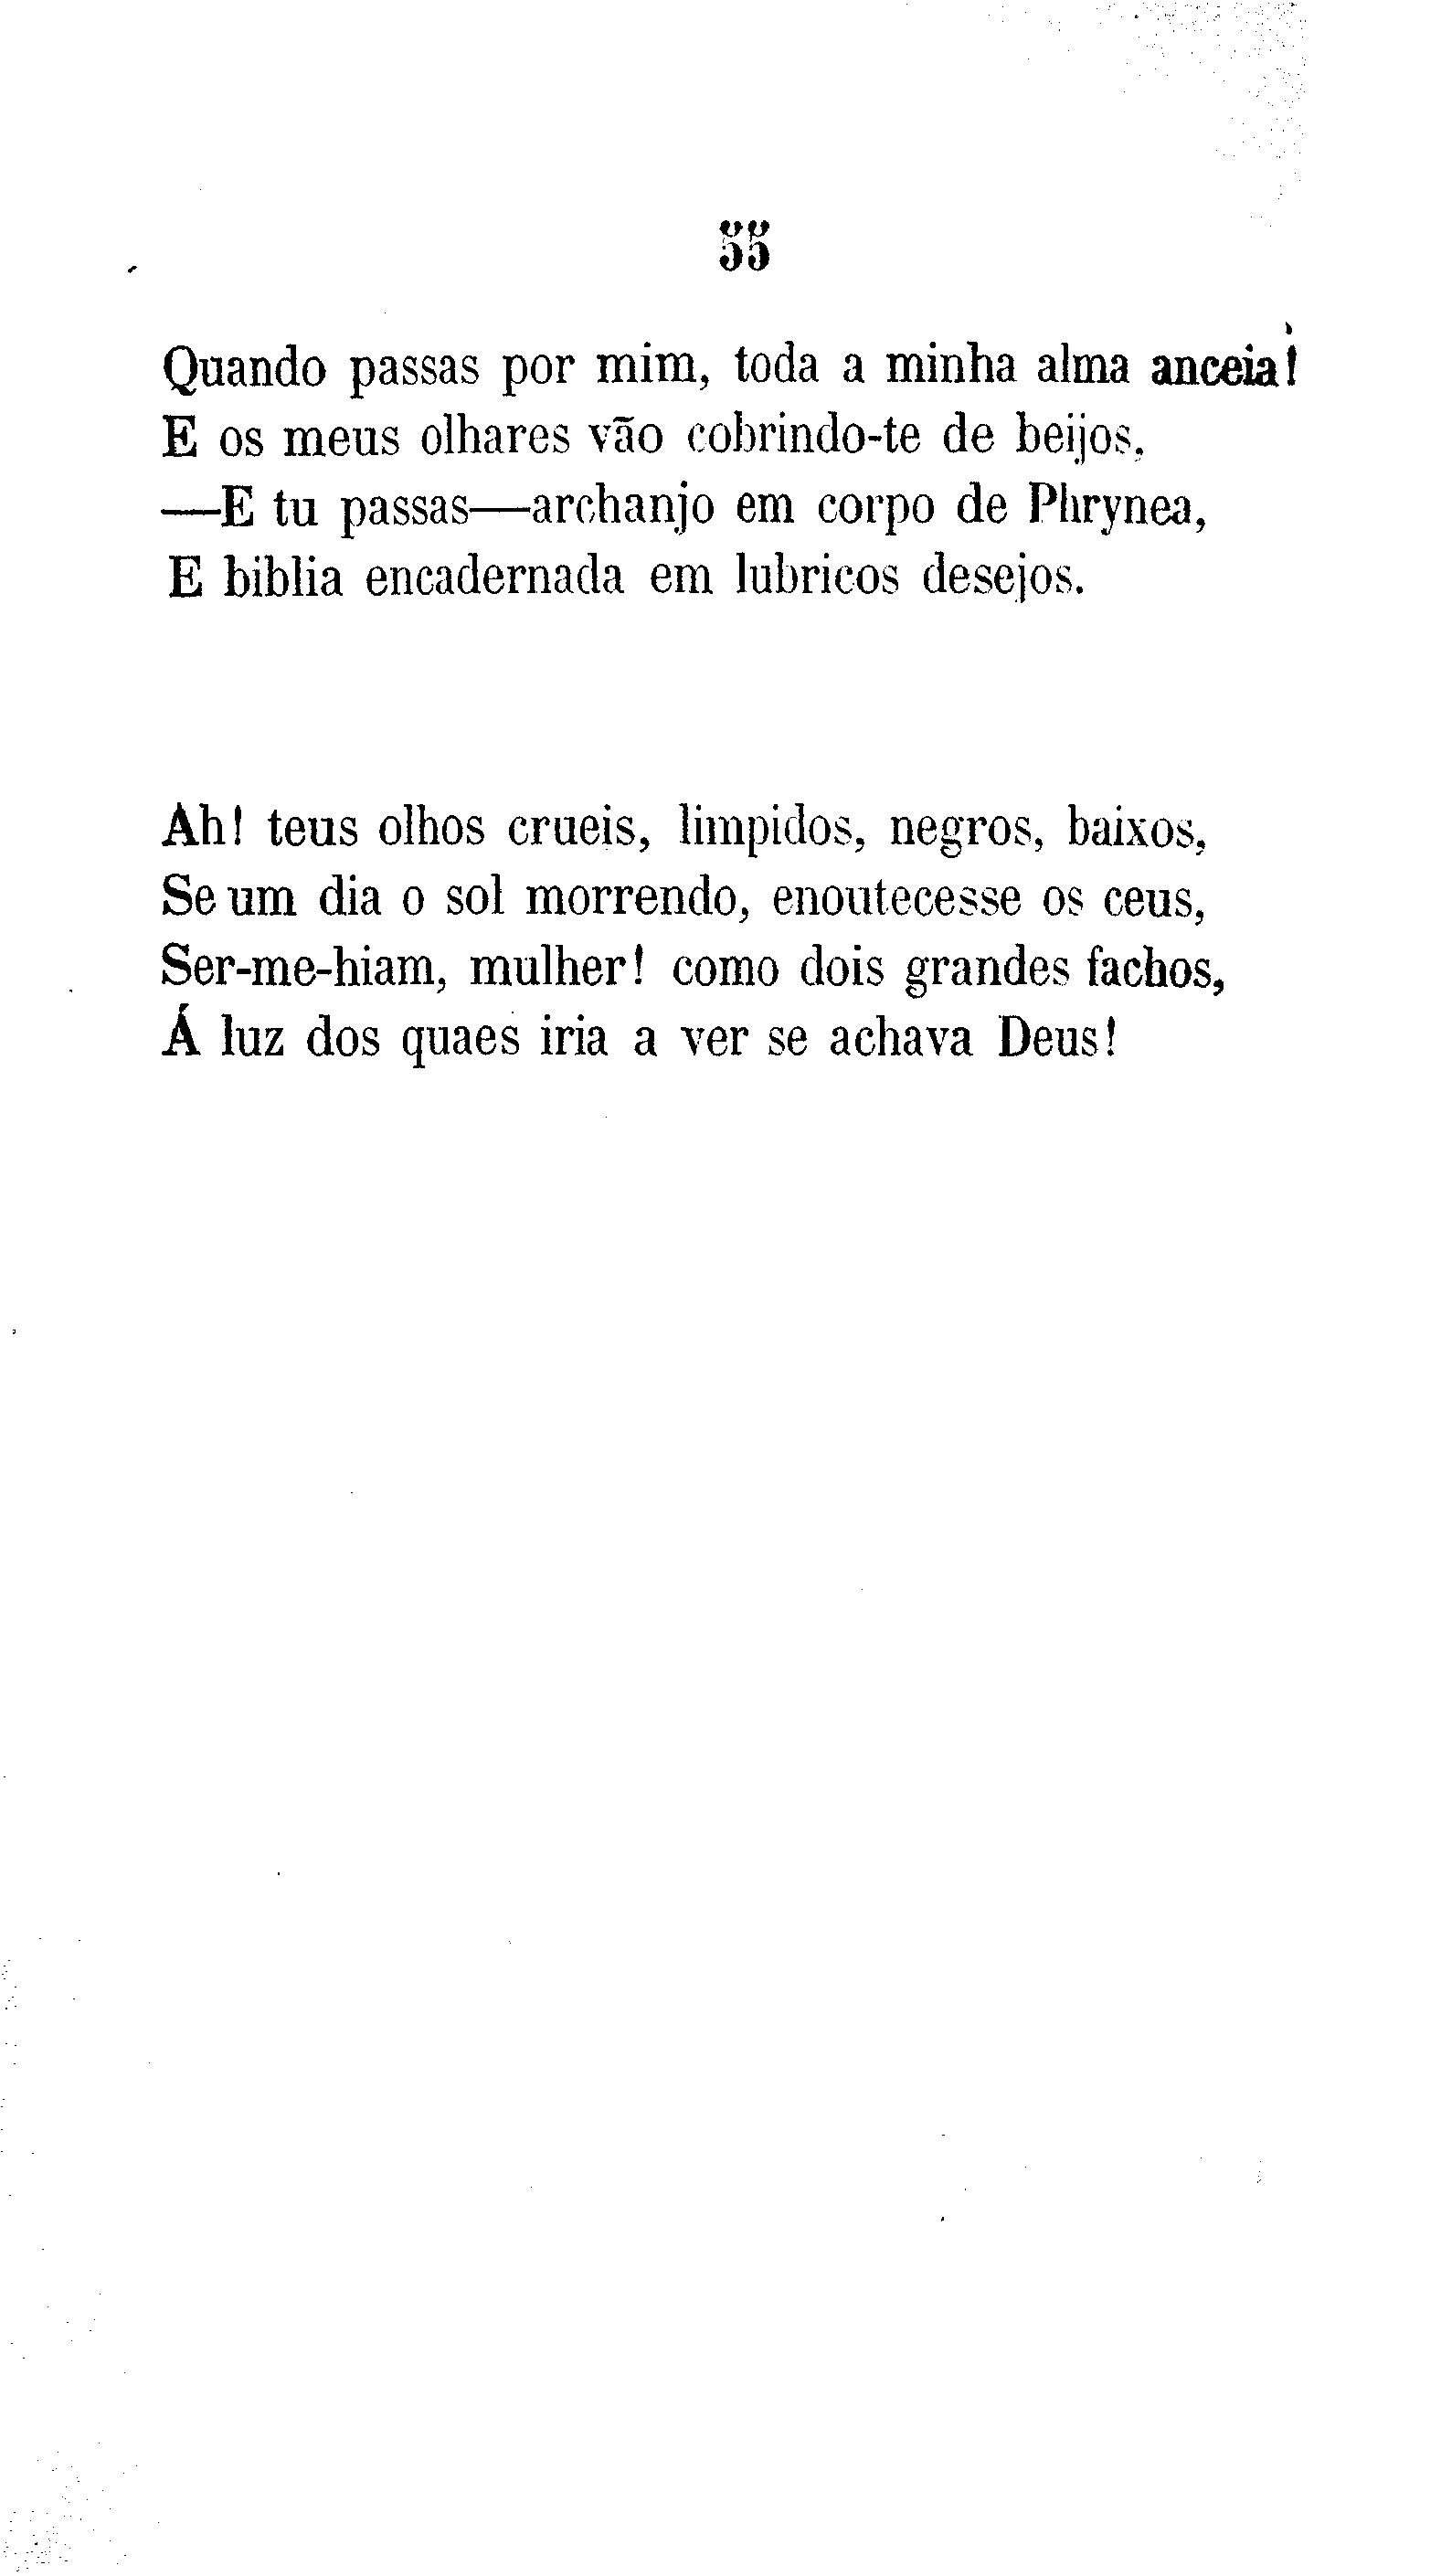 55
Quando passas por mim, toda a minha alma anceia!
E os meus olhares vão cobrindo-te de beijos,
—E tu passas—archanjo em corpo de Phrynea,
E biblia encadernada em lubricos desejos.
Ah! teus olhos crueis, limpidos, negros, baixos,
Se um dia o sol morrendo, enoutecesse os ceus,
Ser-me-hiam, mulher! como dois grandes fachos,
Á luz dos quaes iria a ver se achava Deus!